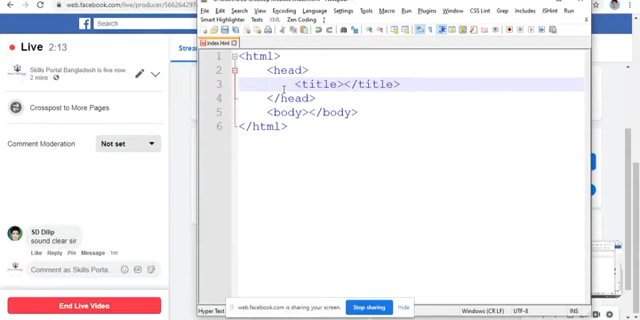 web.facebook.com/live/producer/566264297
Search
Live 2:13
Skills Portal Bangladesh is live now
2 mins
Crosspost to More Pages
Comment Moderation
Not set
SD Dilip
sound clear sir
Like Reply Pin Message 1m
Comment as Skills Porta
End Live Video
File Edit Search View Encoding Language Settings Tools Macro Run Plugins Window Emmet CSS Lint Grep Includes JSHint Run
Smart Highlighter Tests XML Zen Coding ?
index.html
1 <html>
2 <head>
3 <title></title>
4 </head>
5 <body></body>
6 </html>
web.facebook.com is sharing your screen.
Stop sharing
Hide
Hyper Text
Windows (CR LF)
UTF-8
INS